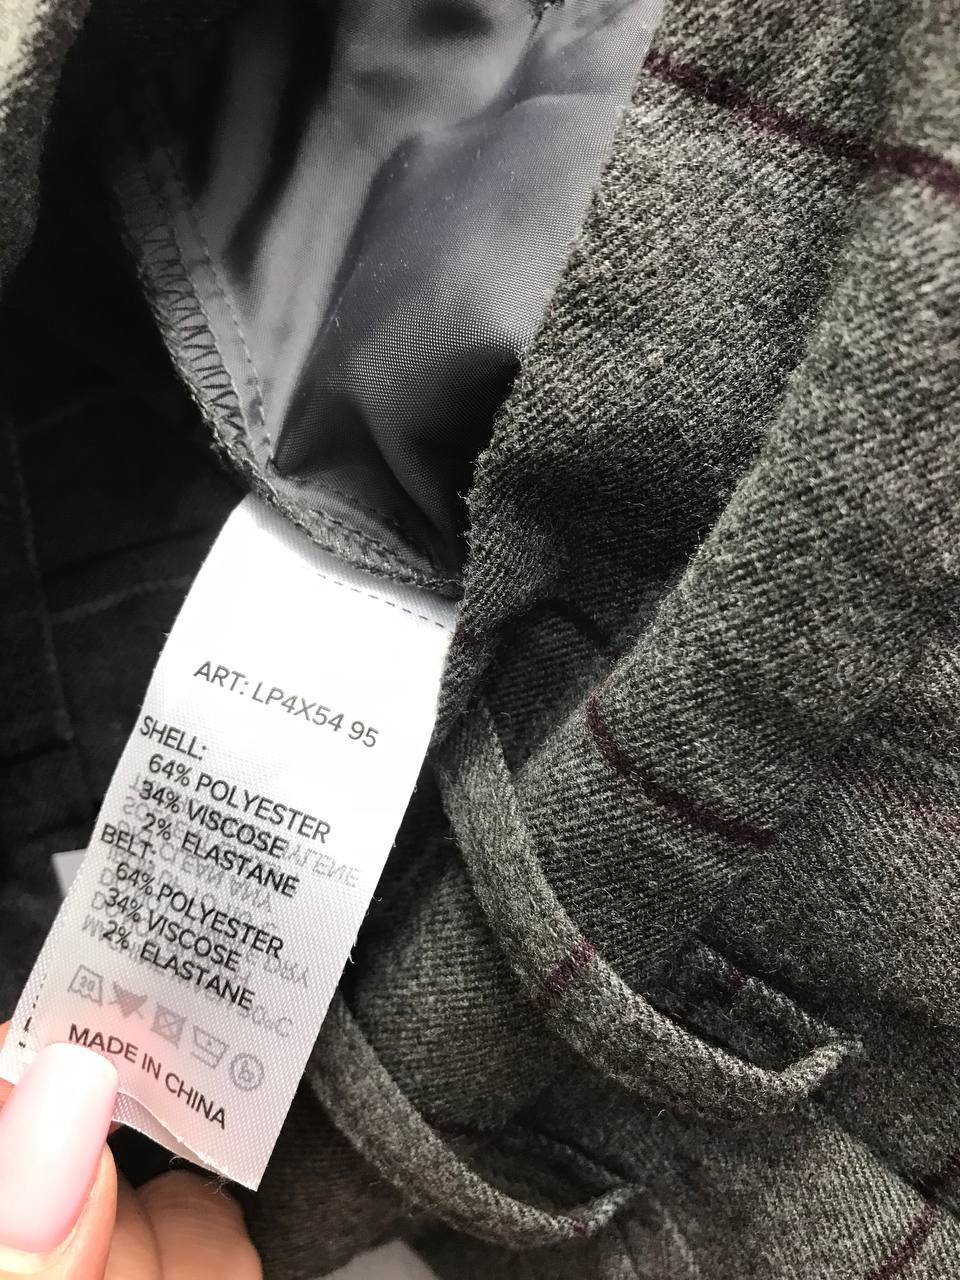 ART: LP4X54 95
SHELL:
64% POLYESTER
34% VISCOSE
2% ELASTANE
BELT:
64% POLYESTER
34% VISCOSE
2% ELASTANE
MADE IN CHINA